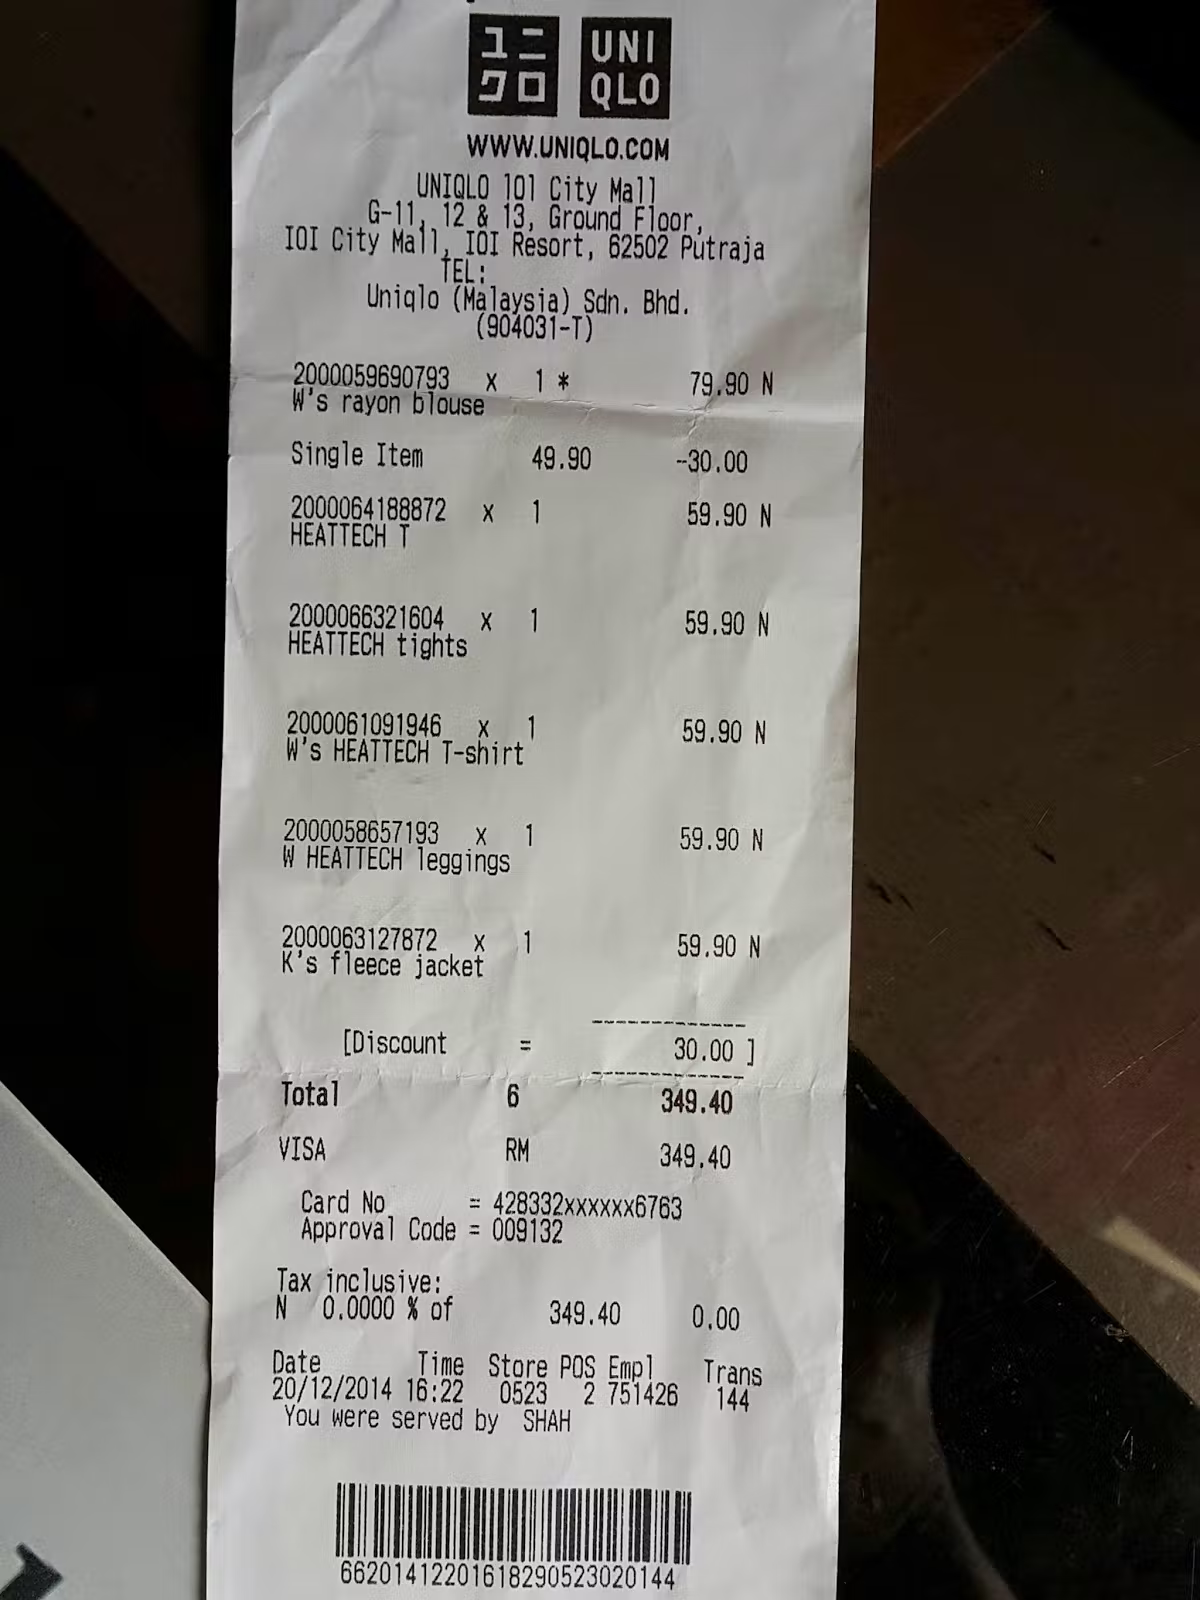 ユニ
クロ
UNI
QLO
WWW.UNIQLO.COM
UNIQLO IOI City Mall
G-11, 12 & 13, Ground Floor,
IOI City Mall, IOI Resort, 62502 Putraja
TEL:
Uniqlo (Malaysia) Sdn. Bhd.
(904031-T)
2000059690793 x 1 * 79.90 N
W's rayon blouse
Single Item 49.90 --30.00
2000064188872 x 1 59.90 N
HEATTECH T
2000066321604 x 1 59.90 N
HEATTECH tights
2000061091946 x 1 59.90 N
W's HEATTECH T-shirt
2000058657193 x 1 59.90 N
W HEATTECH leggings
2000063127872 x 1 59.90 N
K's fleece jacket
[Discount = 30.00 ]
Total 6 349.40
VISA RM 349.40
Card No = 428332xxxxxx6763
Approval Code = 009132
Tax inclusive:
N 0.0000 % of 349.40 0.00
Date Time Store POS Empl Trans
20/12/2014 16:22 0523 2 751426 144
You were served by SHAH
66201412201618290523020144